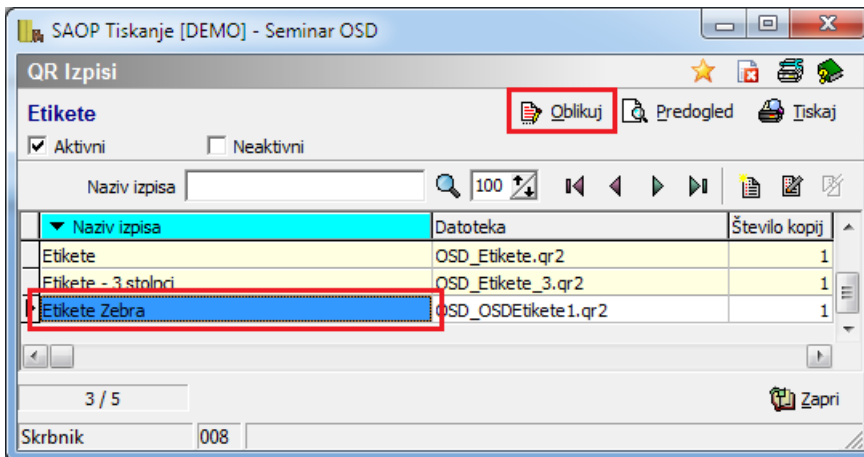 SAOP Tiskanje [DEMO] - Seminar OSD
QR Izpisi
Etikete
Oblikuj Predogled Tiskaj
Aktivni Neaktivni
Naziv izpisa 100
Naziv izpisa Datoteka Število kopij
Etikete OSD_Etikete.qr2 1
Etikete - 3 stolpci OSD_Etikete_3.qr2 1
Etikete Zebra OSD_OSDEtikete1.qr2 1
3 / 5
Zapri
Skrbnik 008